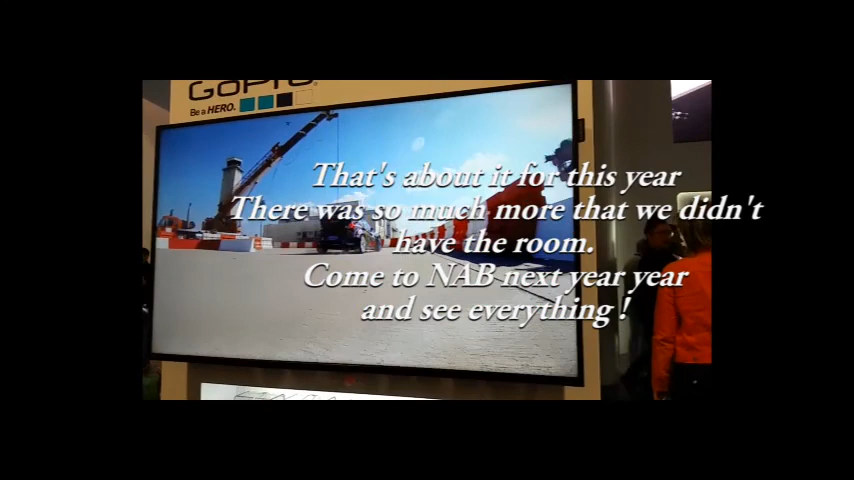 GoPro
Be a HERO.
That's about it for this year
There was so much more that we didn't
have the room.
Come to NAB next year year
and see everything !